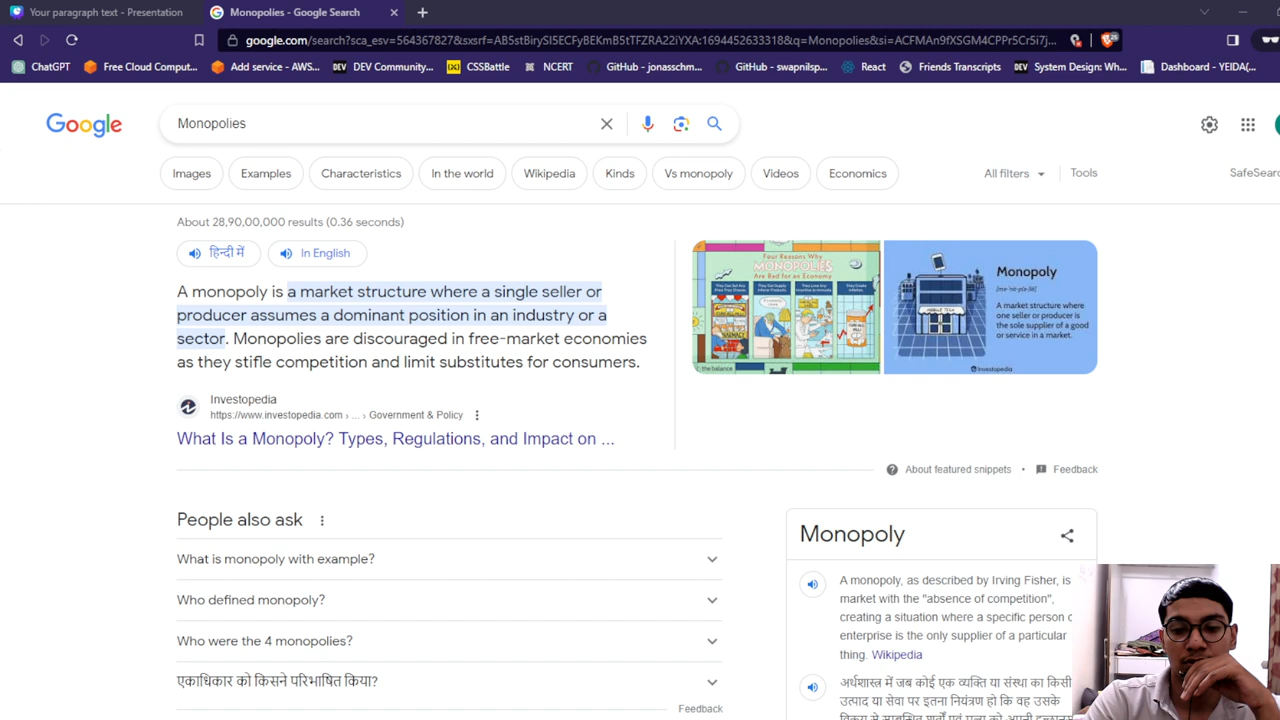 Your paragraph text - Presentation
Monopolies - Google Search
google.com/search?sca_esv=564367827&sxsrf=AB5stBirySI5ECFyBEKmB5tTFZRA22iYXA:1694452633318&q=Monopolies&si=ACFMAn9fXSGM4CPPr5Cr5i7j...
25
ChatGPT
Free Cloud Comput...
Add service - AWS...
DEV Community...
CSSBattle
NCERT
GitHub - jonasschm...
GitHub - swapnilsp...
React
Friends Transcripts
System Design: Wh...
Dashboard - YEIDA(...
Google
Monopolies
Images
Examples
Characteristics
In the world
Wikipedia
Kinds
Vs monopoly
Videos
Economics
All filters
Tools
SafeSearc
About 28,90,00,000 results (0.36 seconds)
हिन्दी में
In English
A monopoly is a market structure where a single seller or
producer assumes a dominant position in an industry or a
sector. Monopolies are discouraged in free-market economies
as they stifle competition and limit substitutes for consumers.
Four Reasons Why
MONOPOLIES
Are Bad for an Economy
the balance
Monopoly
A market structure where
one seller or producer is
the sole supplier of a good
or service in a market.
MOBILE TECH
Investopedia
Investopedia
https://www.investopedia.com › ... › Government & Policy
What Is a Monopoly? Types, Regulations, and Impact on ...
About featured snippets
Feedback
People also ask
What is monopoly with example?
Who defined monopoly?
Who were the 4 monopolies?
एकाधिकार को किसने परिभाषित किया?
Feedback
Monopoly
A monopoly, as described by Irving Fisher, is
market with the "absence of competition",
creating a situation where a specific person o
enterprise is the only supplier of a particular
thing. Wikipedia
अर्थशास्त्र में जब कोई एक व्यक्ति या संस्था का किसी
उत्पाद या सेवा पर इतना नियंत्रण हो कि वह उसके